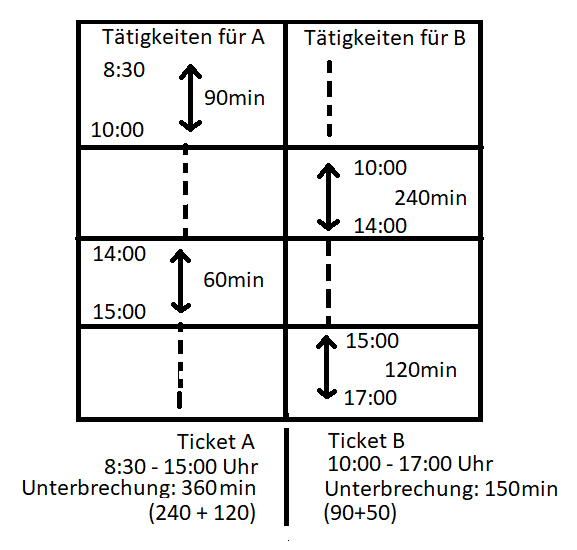 Tätigkeiten für A
Tätigkeiten für B
8:30
90min
10:00
10:00
240min
14:00
14:00
60min
15:00
15:00
120min
17:00
Ticket A
8:30 - 15:00 Uhr
Unterbrechung: 360min
(240 + 120)
Ticket B
10:00 - 17:00 Uhr
Unterbrechung: 150min
(90+50)